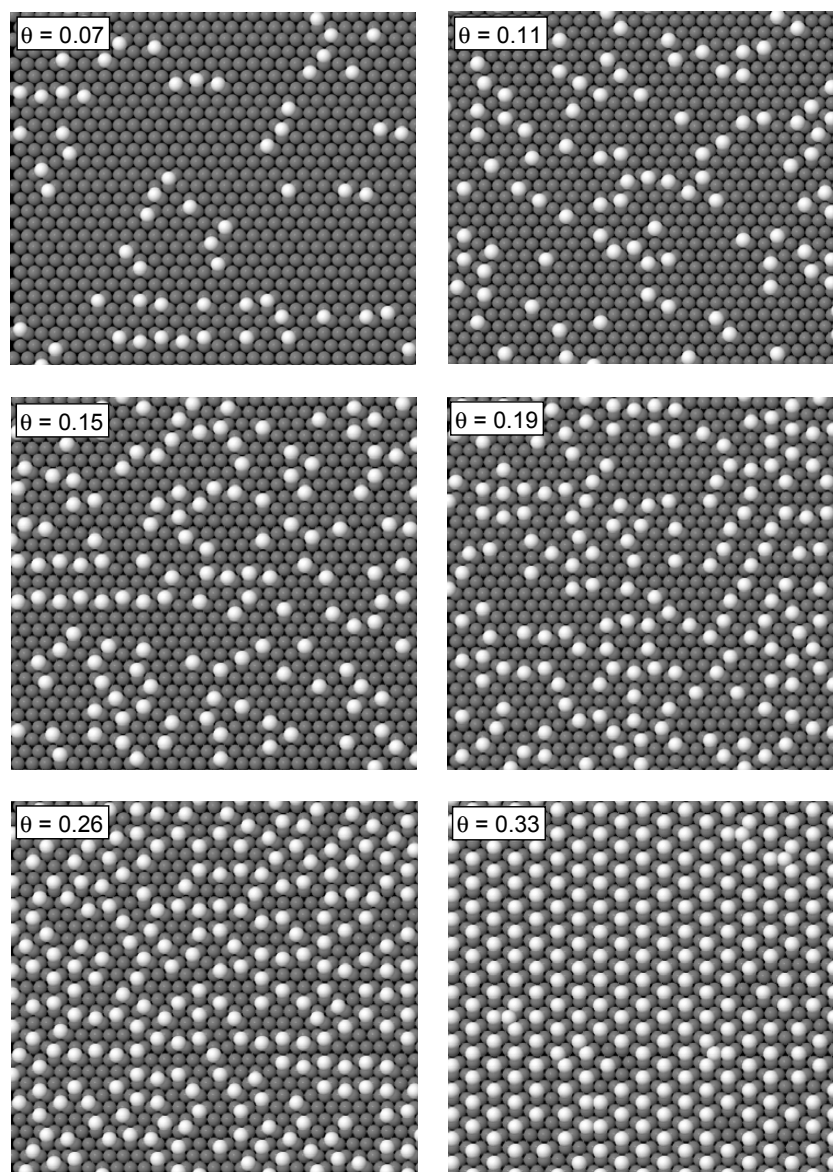 θ = 0.07
θ = 0.11
θ = 0.15
θ = 0.19
θ = 0.26
θ = 0.33